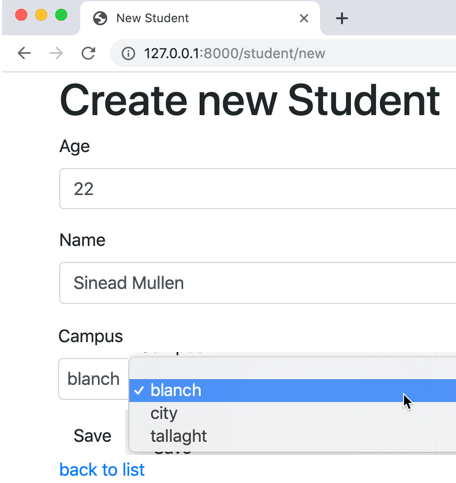 New Student
127.0.0.1:8000/student/new
Create new Student
Age
22
Name
Sinead Mullen
Campus
blanch
✓ blanch
city
tallaght
Save
back to list